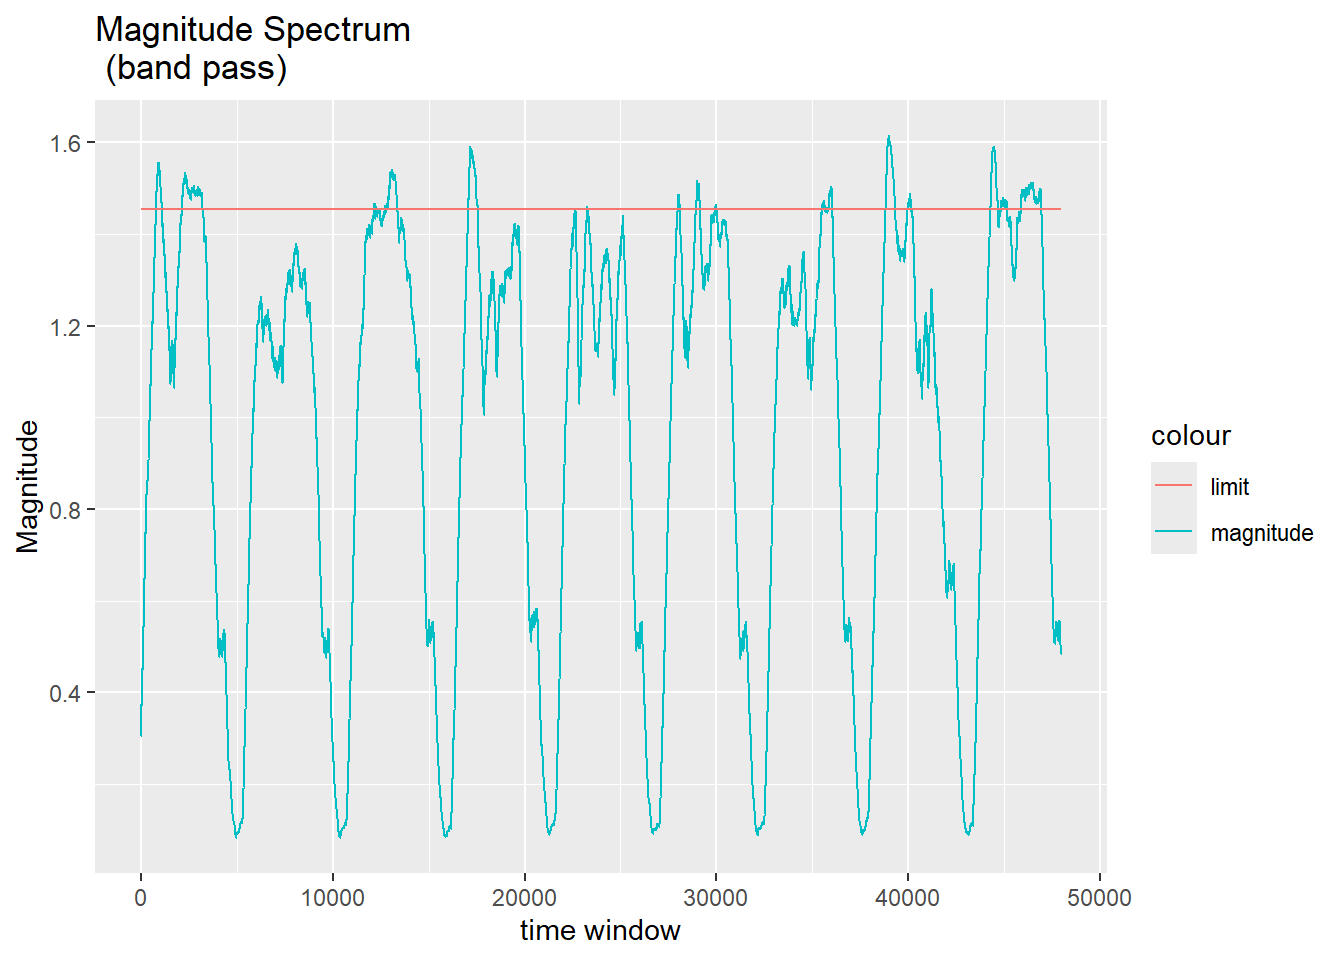 Magnitude Spectrum
(band pass)
Magnitude
1.6
1.2
0.8
0.4
0
10000
20000
30000
40000
50000
time window
colour
limit
magnitude